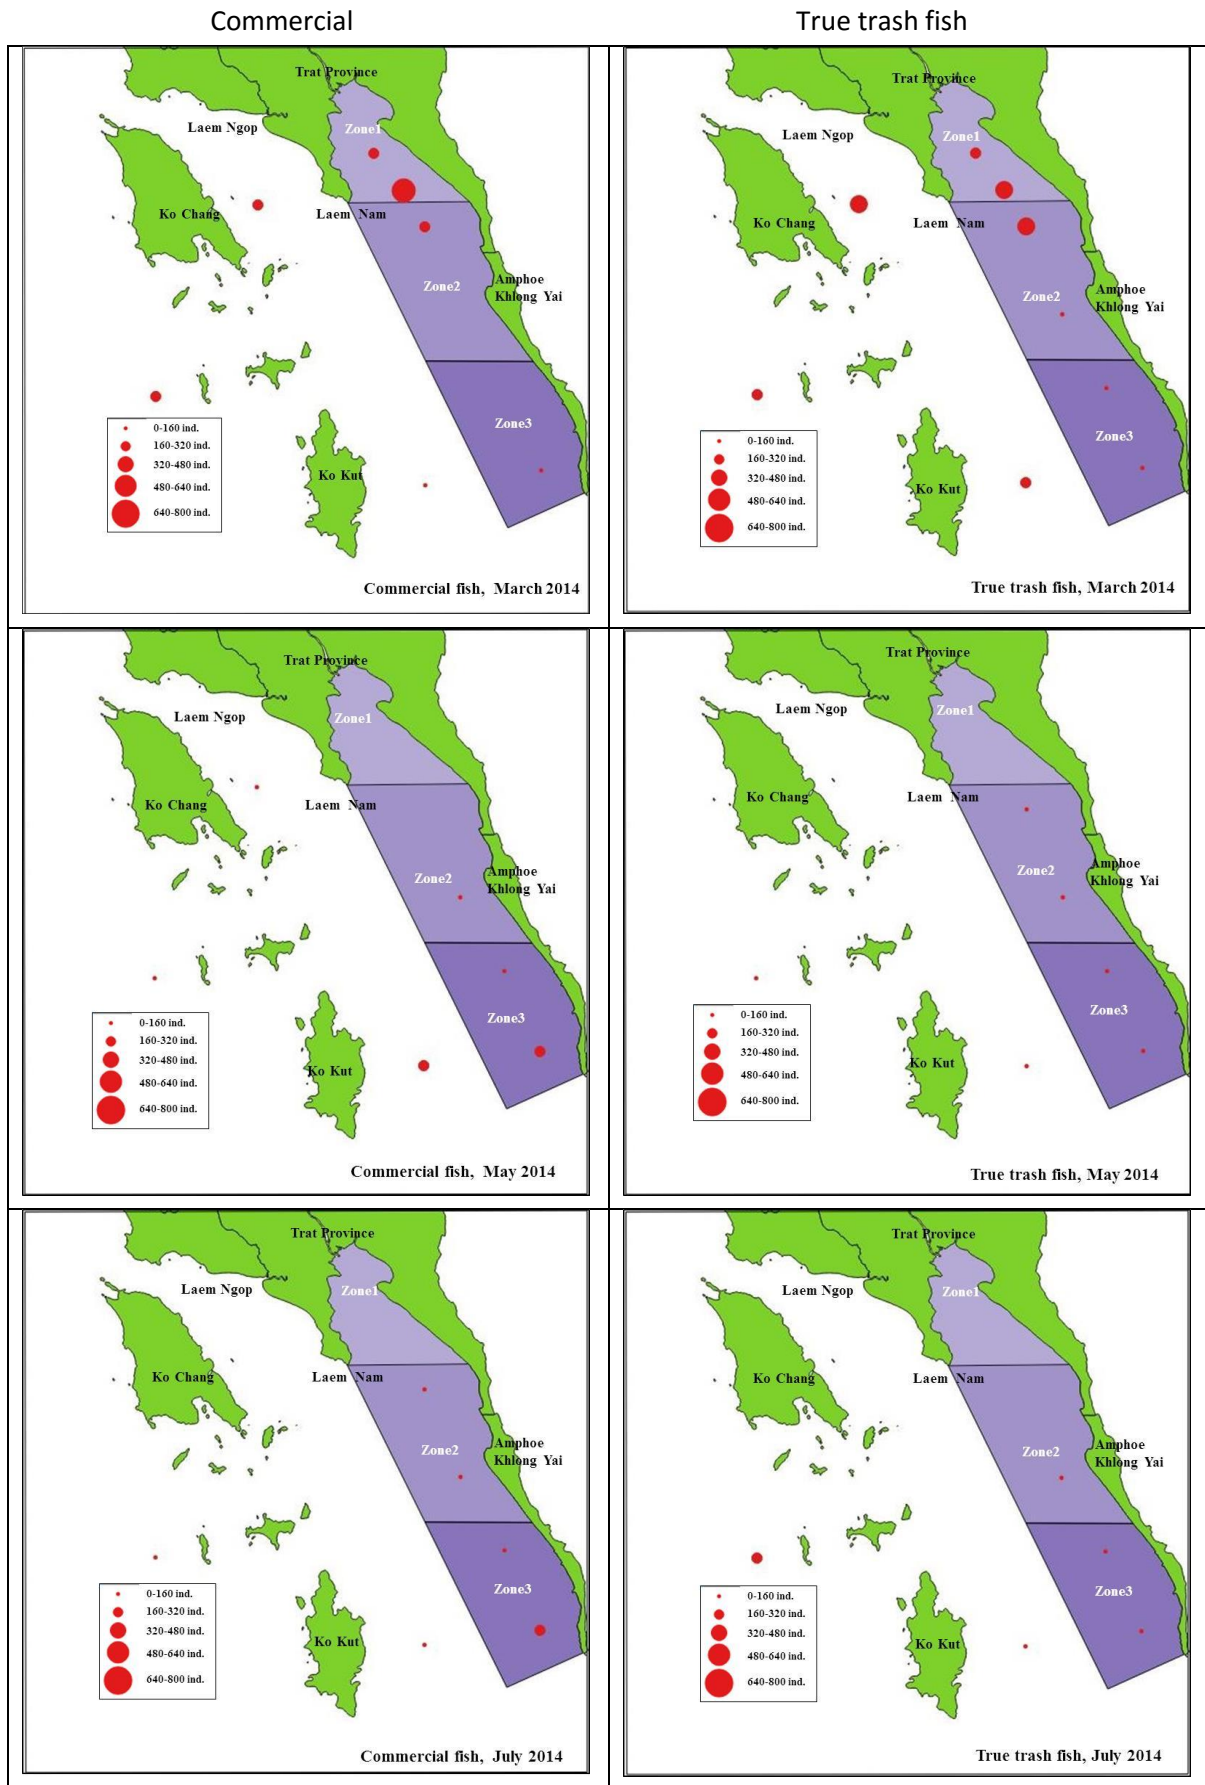 Commercial
True trash fish
Trat Province
Laem Ngop
Zone1
Ko Chang
Laem Nam
Zone2
Amphoe
Khlong Yai
Zone3
0-160 ind.
160-320 ind.
320-480 ind.
480-640 ind.
640-800 ind.
Ko Kut
Commercial fish, March 2014
Trat Province
Laem Ngop
Zone1
Ko Chang
Laem Nam
Zone2
Amphoe
Khlong Yai
Zone3
0-160 ind.
160-320 ind.
320-480 ind.
480-640 ind.
640-800 ind.
Ko Kut
True trash fish, March 2014
Trat Province
Laem Ngop
Zone1
Ko Chang
Laem Nam
Zone2
Amphoe
Khlong Yai
Zone3
0-160 ind.
160-320 ind.
320-480 ind.
480-640 ind.
640-800 ind.
Ko Kut
Commercial fish, May 2014
Trat Province
Laem Ngop
Zone1
Ko Chang
Laem Nam
Zone2
Amphoe
Khlong Yai
Zone3
0-160 ind.
160-320 ind.
320-480 ind.
480-640 ind.
640-800 ind.
Ko Kut
True trash fish, May 2014
Trat Province
Laem Ngop
Zone1
Ko Chang
Laem Nam
Zone2
Amphoe
Khlong Yai
Zone3
0-160 ind.
160-320 ind.
320-480 ind.
480-640 ind.
640-800 ind.
Ko Kut
Commercial fish, July 2014
Trat Province
Laem Ngop
Zone1
Ko Chang
Laem Nam
Zone2
Amphoe
Khlong Yai
Zone3
0-160 ind.
160-320 ind.
320-480 ind.
480-640 ind.
640-800 ind.
Ko Kut
True trash fish, July 2014